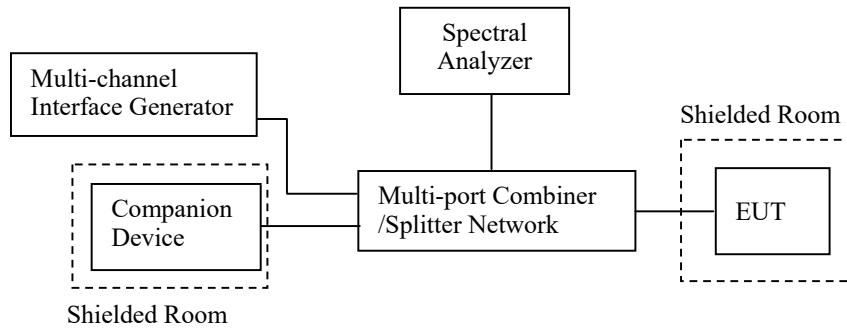 Spectral
Analyzer
Multi-channel
Interface Generator
Shielded Room
Multi-port Combiner
/Splitter Network
EUT
Companion
Device
Shielded Room